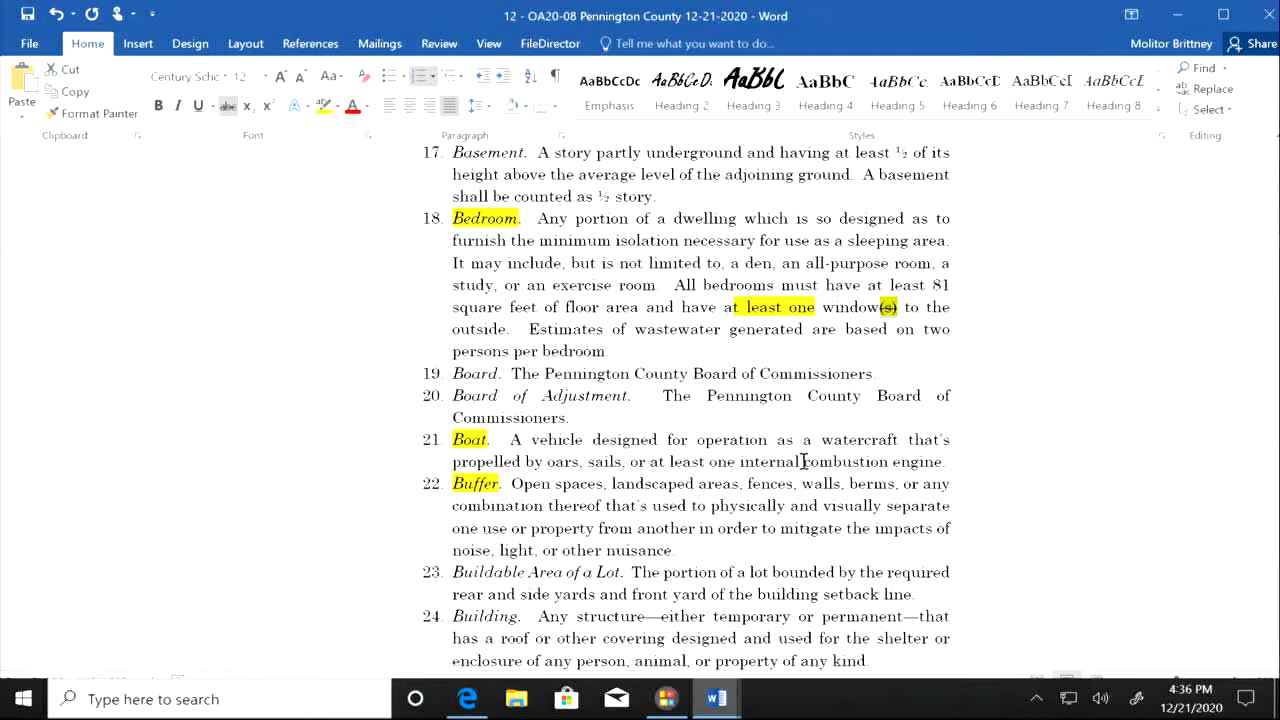 12 - OA20-08 Pennington County 12-21-2020 - Word
File Home Insert Design Layout References Mailings Review View FileDirector Tell me what you want to do... Molitor Brittney Share
Cut
Copy
Paste
Format Painter
Clipboard
Century Schc 12
Font
Paragraph
AaBbCcDc AaBbCcDc AaBbC AaBbC AaBbCc. AaBbCcD AaBbCcI AaBbCcD
Emphasis Heading 2 Heading 3 Heading 4 Heading 5 Heading 6 Heading 7 Heading 8
Styles
Find
Replace
Select
Editing
17. Basement. A story partly underground and having at least ½ of its
height above the average level of the adjoining ground. A basement
shall be counted as ½ story.
18. Bedroom. Any portion of a dwelling which is so designed as to
furnish the minimum isolation necessary for use as a sleeping area.
It may include, but is not limited to, a den, an all-purpose room, a
study, or an exercise room. All bedrooms must have at least 81
square feet of floor area and have at least one window(s) to the
outside. Estimates of wastewater generated are based on two
persons per bedroom.
19. Board. The Pennington County Board of Commissioners.
20. Board of Adjustment. The Pennington County Board of
Commissioners.
21. Boat. A vehicle designed for operation as a watercraft that's
propelled by oars, sails, or at least one internal combustion engine.
22. Buffer. Open spaces, landscaped areas, fences, walls, berms, or any
combination thereof that's used to physically and visually separate
one use or property from another in order to mitigate the impacts of
noise, light, or other nuisance.
23. Buildable Area of a Lot. The portion of a lot bounded by the required
rear and side yards and front yard of the building setback line.
24. Building. Any structure—either temporary or permanent—that
has a roof or other covering designed and used for the shelter or
enclosure of any person, animal, or property of any kind.
Type here to search
4:36 PM
12/21/2020